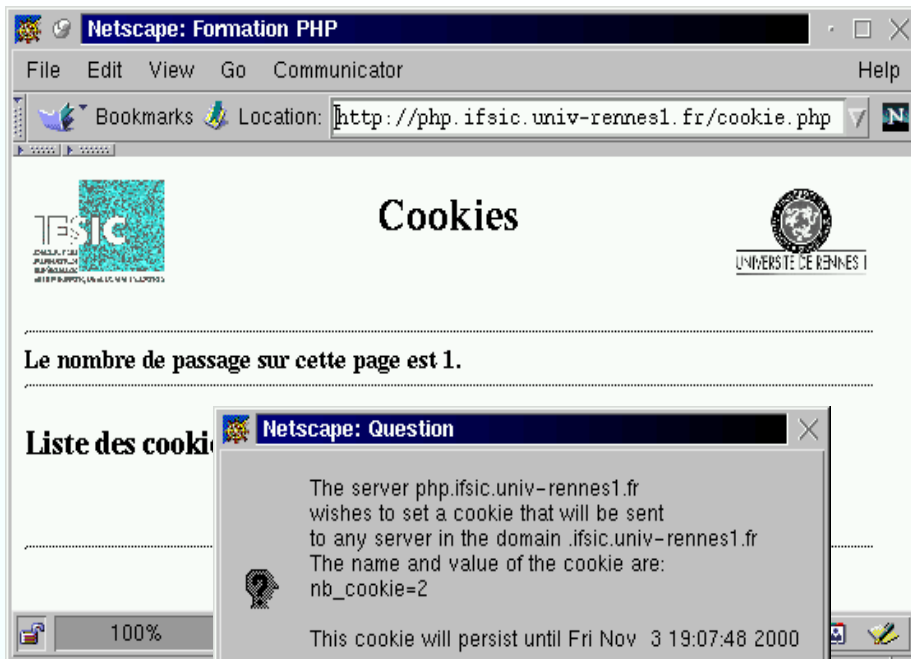 Netscape: Formation PHP
File Edit View Go Communicator Help
Bookmarks Location: http://php.ifsic.univ-rennes1.fr/cookie.php N
IFSIC
Cookies
UNIVERSITE DE RENNES 1
Le nombre de passage sur cette page est 1.
Liste des cooki
Netscape: Question
The server php.ifsic.univ-rennes1.fr
wishes to set a cookie that will be sent
to any server in the domain .ifsic.univ-rennes1.fr
The name and value of the cookie are:
nb_cookie=2
This cookie will persist until Fri Nov 3 19:07:48 2000
100%